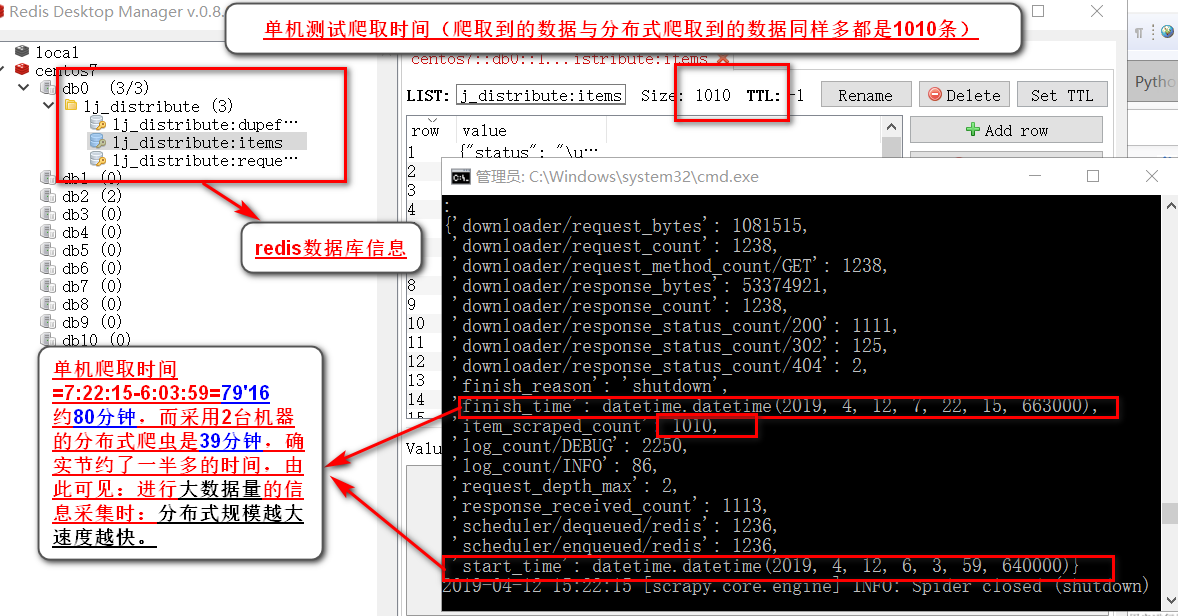 Redis Desktop Manager v.0.8.
单机测试爬取时间（爬取到的数据与分布式爬取到的数据同样多都是1010条）
local
centos7
db0 (3/3)
lj_distribute (3)
lj_distribute:dupef…
lj_distribute:items
lj_distribute:reque…
db1 (0)
db2 (2)
db3 (0)
db4 (0)
db5 (0)
db6 (0)
db7 (0)
db8 (0)
db9 (0)
db10 (0)
redis数据库信息
单机爬取时间
=7:22:15-6:03:59=79'16
约80分钟，而采用2台机器
的分布式爬虫是39分钟，确
实节约了一半多的时间，由
此可见：进行大数据量的信
息采集时：分布式规模越大
速度越快。
centos7::db0::l...istribute:items
LIST: j_distribute:items Size: 1010 TTL: -1 Rename Delete Set TTL
row value
Add row
1 {"status": "\u…
2
3
4
8
9
10
11
12
13
14
15
Valu
Pytho
管理员: C:\Windows\system32\cmd.exe
:
{'downloader/request_bytes': 1081515,
'downloader/request_count': 1238,
'downloader/request_method_count/GET': 1238,
'downloader/response_bytes': 53374921,
'downloader/response_count': 1238,
'downloader/response_status_count/200': 1111,
'downloader/response_status_count/302': 125,
'downloader/response_status_count/404': 2,
'finish_reason': 'shutdown',
'finish_time': datetime.datetime(2019, 4, 12, 7, 22, 15, 663000),
'item_scraped_count' 1010,
'log_count/DEBUG': 2250,
'log_count/INFO': 86,
'request_depth_max': 2,
'response_received_count': 1113,
'scheduler/dequeued/redis': 1236,
'scheduler/enqueued/redis': 1236,
'start_time': datetime.datetime(2019, 4, 12, 6, 3, 59, 640000)}
2019-04-12 15:22:15 [scrapy.core.engine] INFO: Spider closed (shutdown)